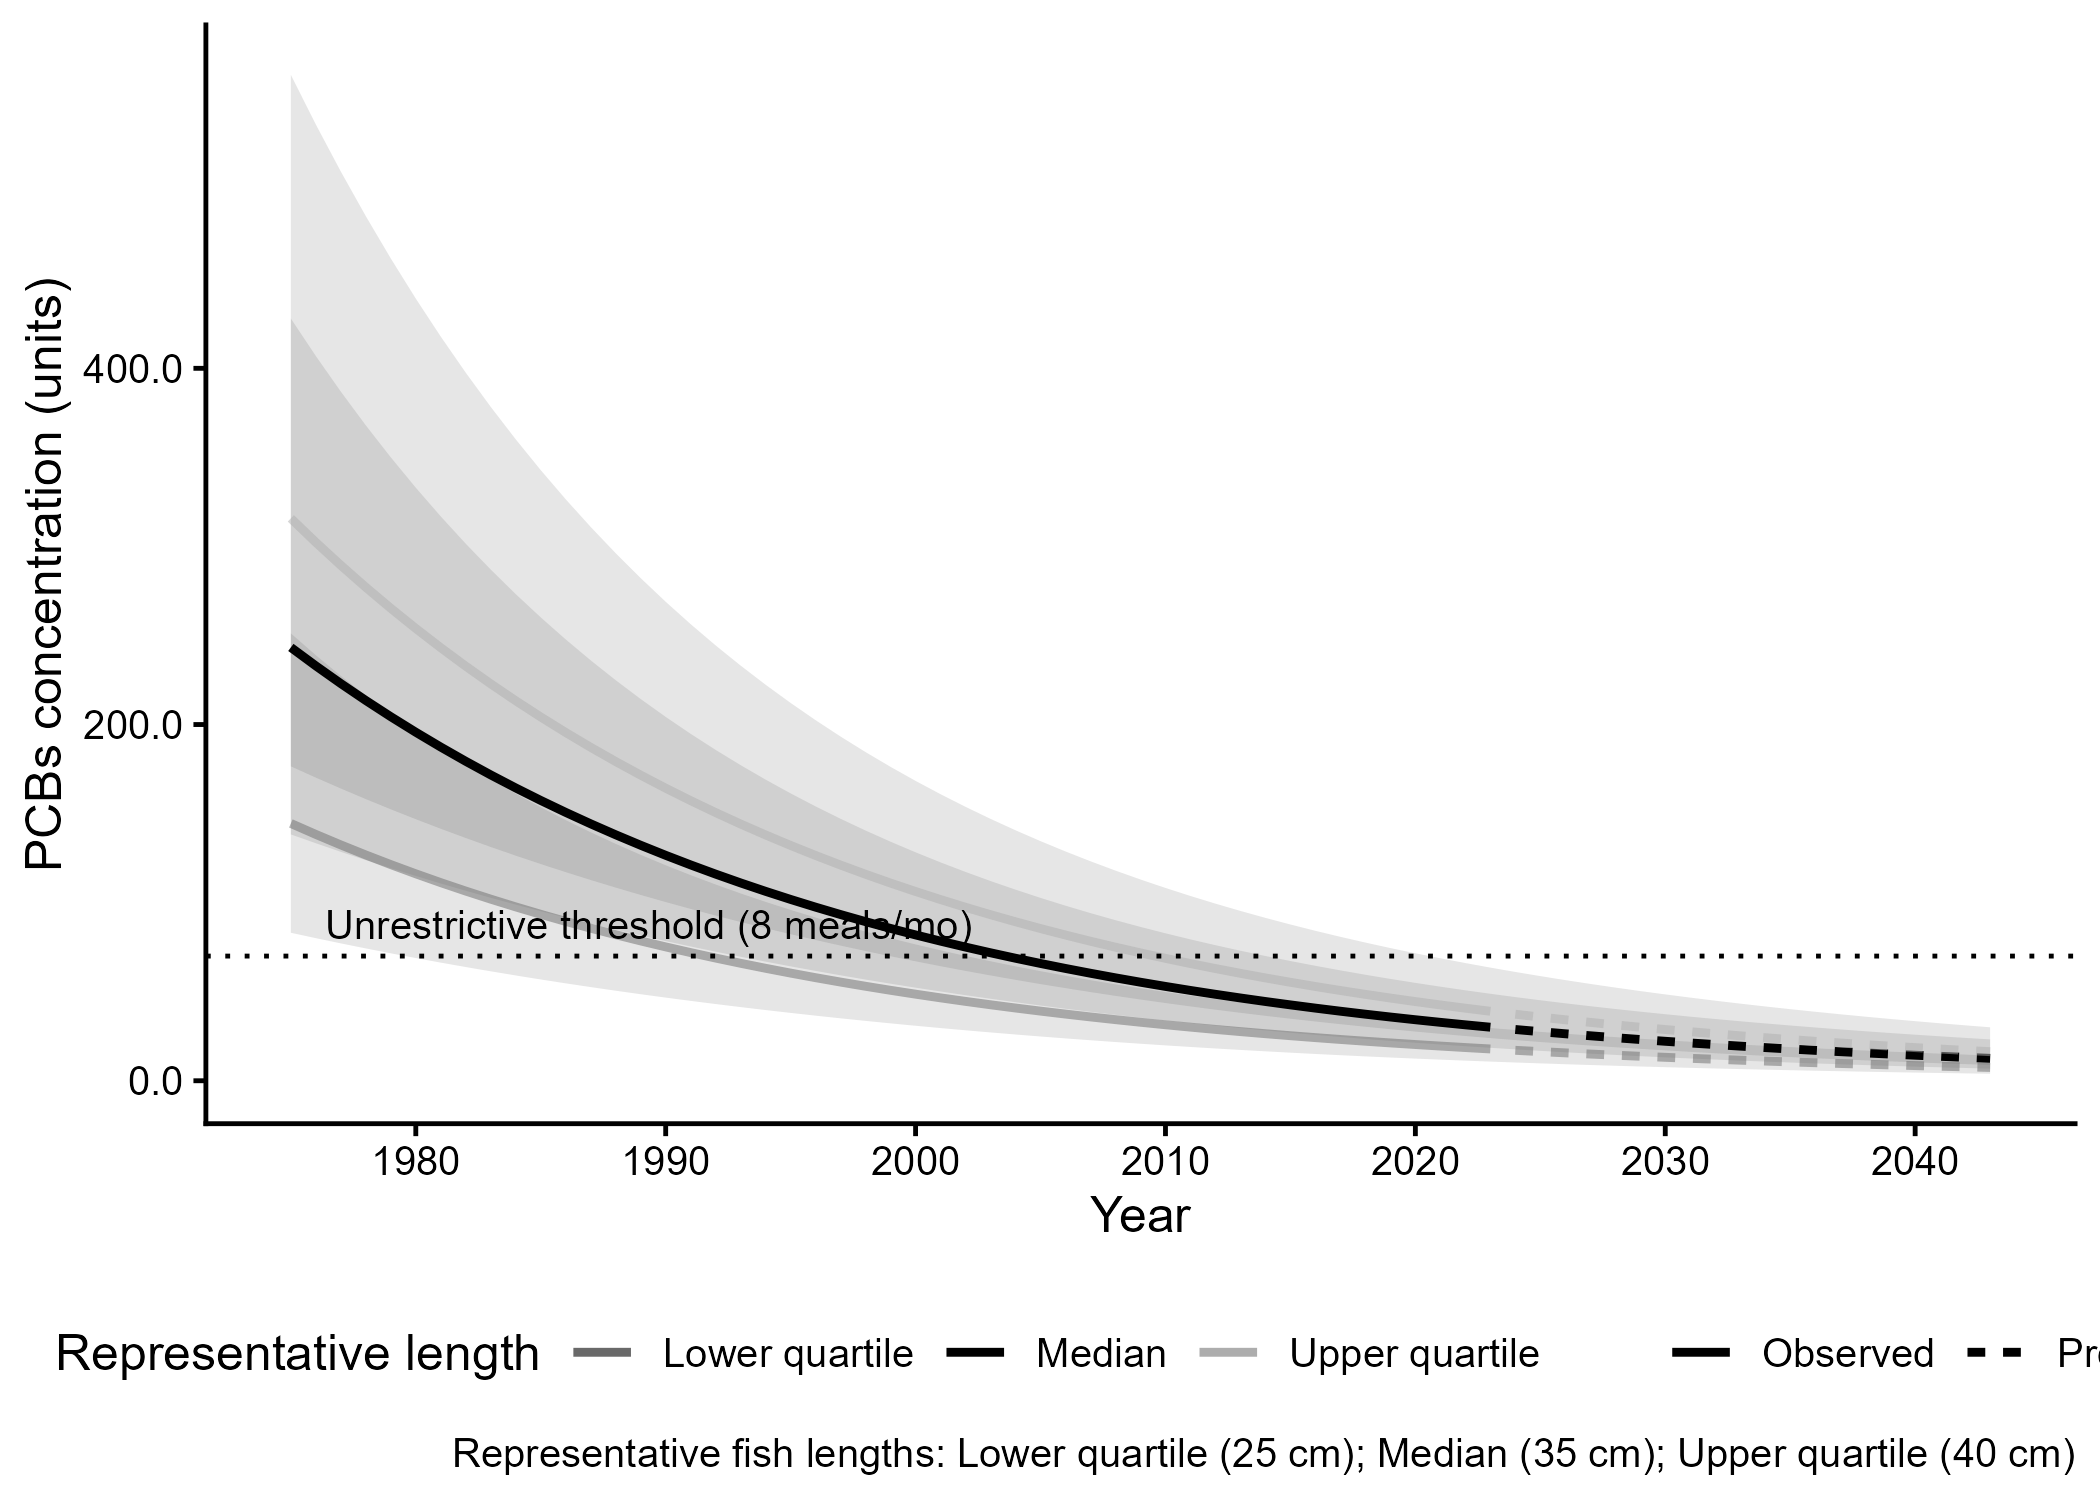 PCBs concentration (units)
400.0
200.0
0.0
Unrestrictive threshold (8 meals/mo)
1980 1990 2000 2010 2020 2030 2040
Year
Representative length Lower quartile Median Upper quartile Observed
Representative fish lengths: Lower quartile (25 cm); Median (35 cm); Upper quartile (40 cm)